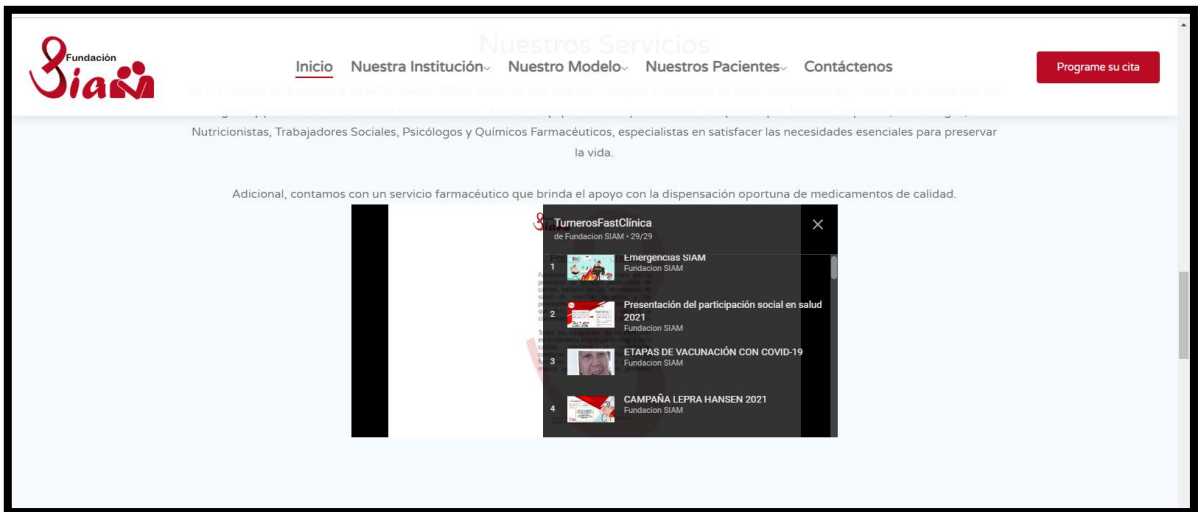 Nuestros Servicios
Fundación
Siam
Inicio Nuestra Institución Nuestro Modelo Nuestros Pacientes Contáctenos
Programe su cita
Nutricionistas, Trabajadores Sociales, Psicólogos y Químicos Farmacéuticos, especialistas en satisfacer las necesidades esenciales para preservar
la vida.
Adicional, contamos con un servicio farmacéutico que brinda el apoyo con la dispensación oportuna de medicamentos de calidad.
TurnerosFastClínica
de Fundacion SIAM • 29/29
1 Emergencias SIAM
Fundacion SIAM
Presentación del participación social en salud
2 2021
Fundacion SIAM
ETAPAS DE VACUNACIÓN CON COVID-19
3 Fundacion SIAM
CAMPAÑA LEPRA HANSEN 2021
4 Fundacion SIAM